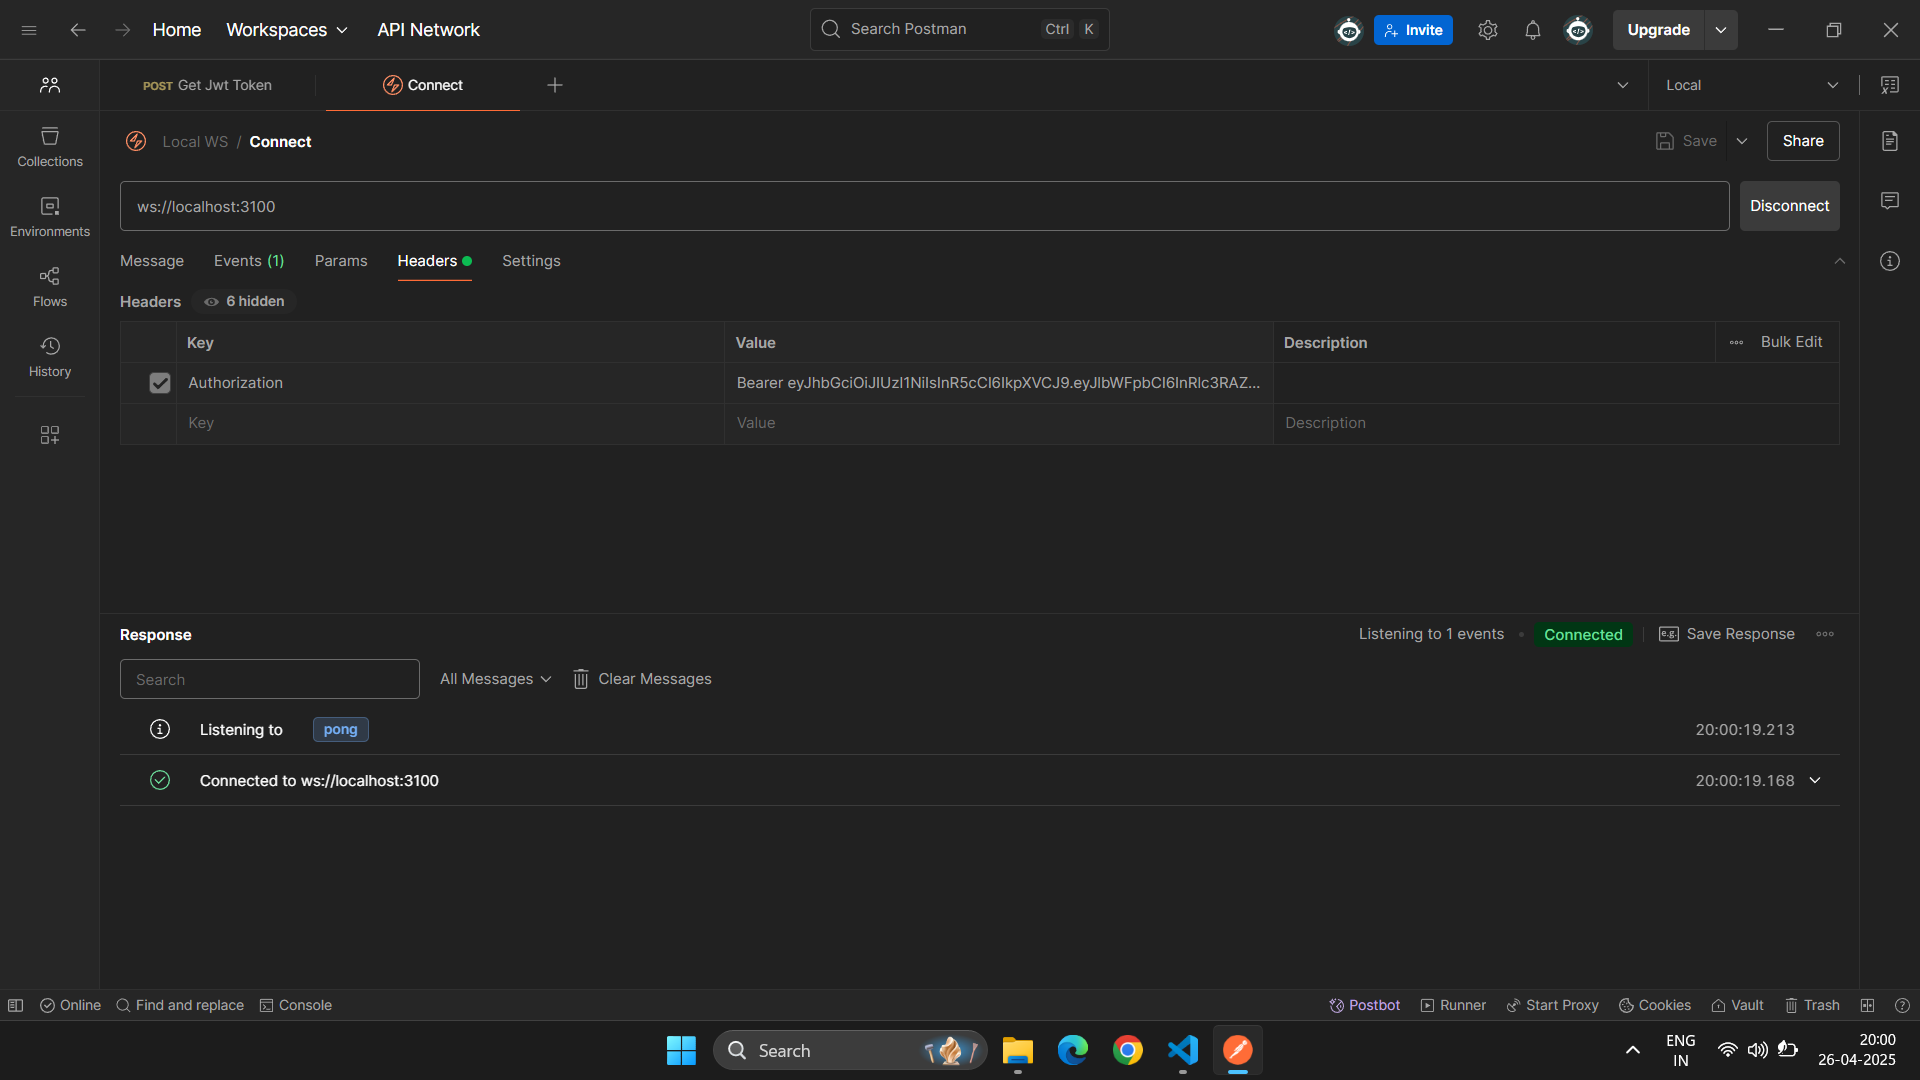 Home Workspaces API Network Search Postman Ctrl K Invite Upgrade
POST Get Jwt Token Connect Local
Local WS / Connect Save Share
ws://localhost:3100 Disconnect
Message Events (1) Params Headers Settings
Headers 6 hidden
Key Value Description Bulk Edit
Authorization Bearer eyJhbGciOiJIUzI1NiIsInR5cCI6IkpXVCJ9.eyJlbWFpbCI6InRlc3RAZ...
Key Value Description
Collections
Environments
Flows
History
Response Listening to 1 events Connected e.g. Save Response
Search All Messages Clear Messages
Listening to pong 20:00:19.213
Connected to ws://localhost:3100 20:00:19.168
Online Find and replace Console Postbot Runner Start Proxy Cookies Vault Trash
Search ENG IN 20:00
26-04-2025